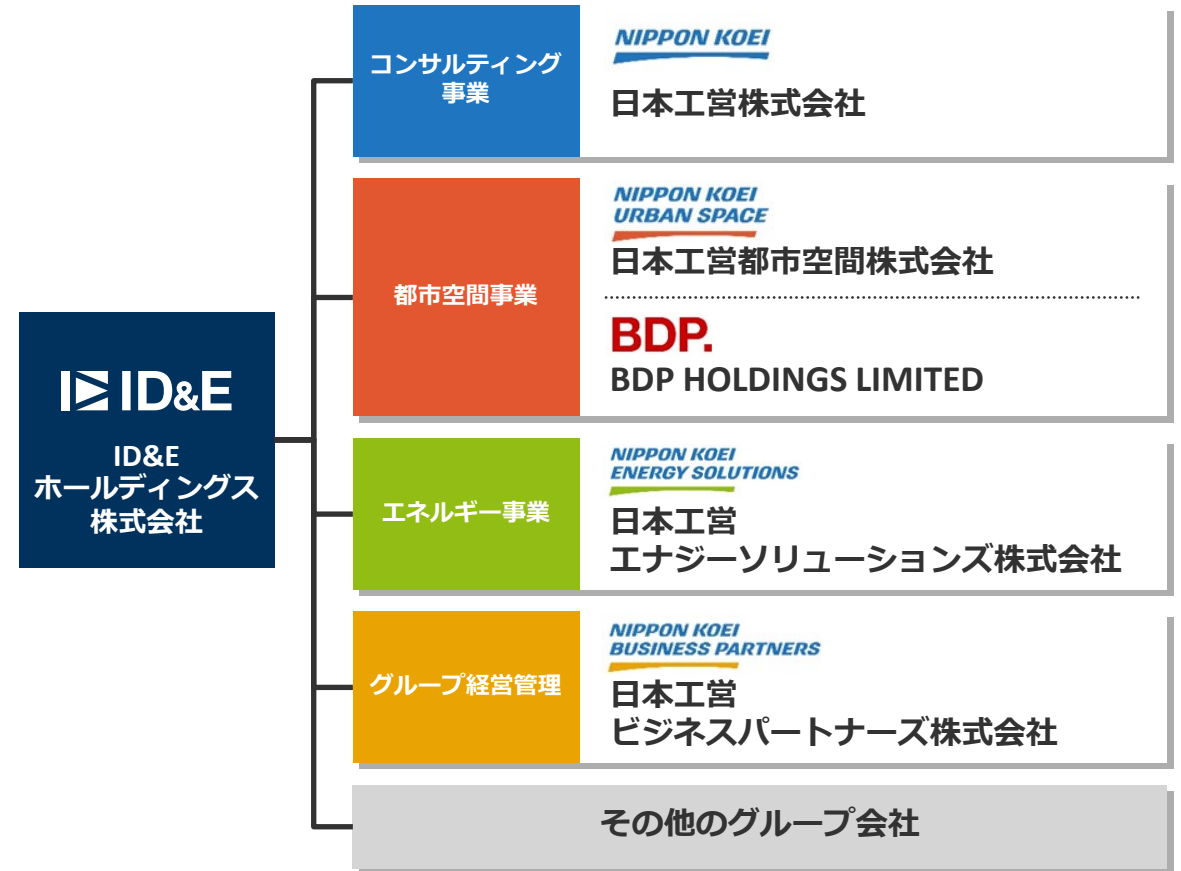 ID&E
ID&E
ホールディングス
株式会社
コンサルティング
事業
NIPPON KOEI
日本工営株式会社
都市空間事業
NIPPON KOEI
URBAN SPACE
日本工営都市空間株式会社
BDP.
BDP HOLDINGS LIMITED
エネルギー事業
NIPPON KOEI
ENERGY SOLUTIONS
日本工営
エナジーソリューションズ株式会社
グループ経営管理
NIPPON KOEI
BUSINESS PARTNERS
日本工営
ビジネスパートナーズ株式会社
その他のグループ会社